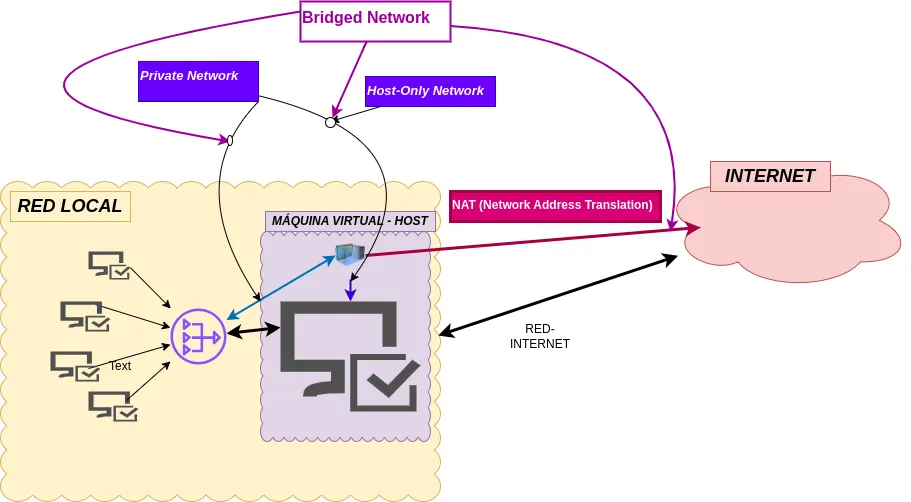 Bridged Network
Private Network
Host-Only Network
INTERNET
RED LOCAL
NAT (Network Address Translation)
MÁQUINA VIRTUAL - HOST
RED-
INTERNET
Text